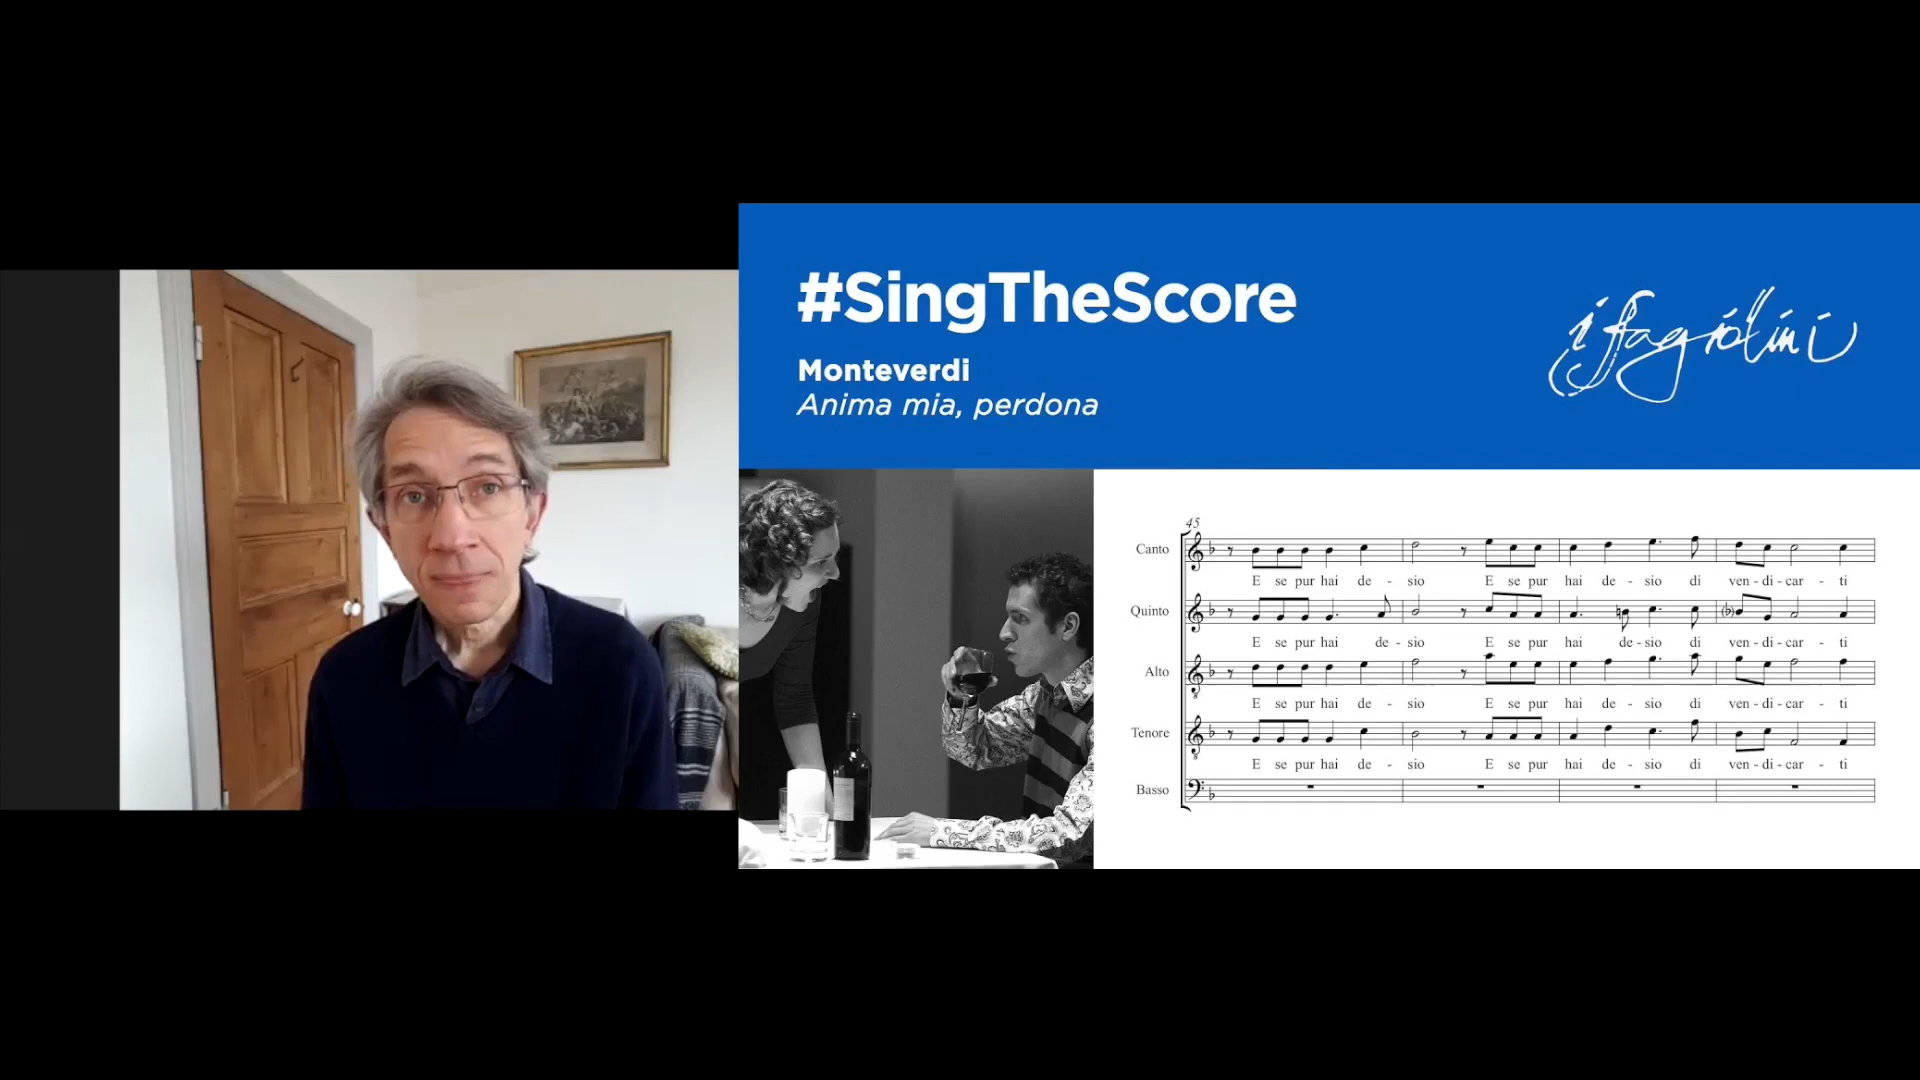 #SingTheScore
Monteverdi
Anima mia, perdona
i fagiolini
45
Canto
E se pur hai de - sio E se pur hai de - sio di ven - di - car - ti
Quinto
(b)
E se pur hai de - sio E se pur hai de - sio di ven - di - car - ti
Alto
E se pur hai de - sio E se pur hai de - sio di ven - di - car - ti
Tenore
E se pur hai de - sio E se pur hai de - sio di ven - di - car - ti
Basso